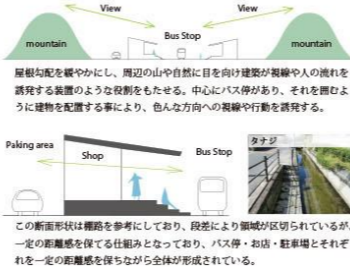 View
View
Bus Stop
mountain
mountain
屋根勾配を緩やかにし、周辺の山や自然に目を向け建築が視線や人の流れを
誘発する装置のような役割をもたせる。中心にバス停があり、それを囲むよ
うに建物を配置する事により、色んな方向への視線や行動を誘発する。
Paking area
Shop
Bus Stop
タナジ
この断面形状は棚路を参考にしており、段差により領域が区切られているが、
一定の距離感を保てる仕組みとなっており、バス停・お店・駐車場とそれぞ
れを一定の距離感を保ちながら全体が形成されている。